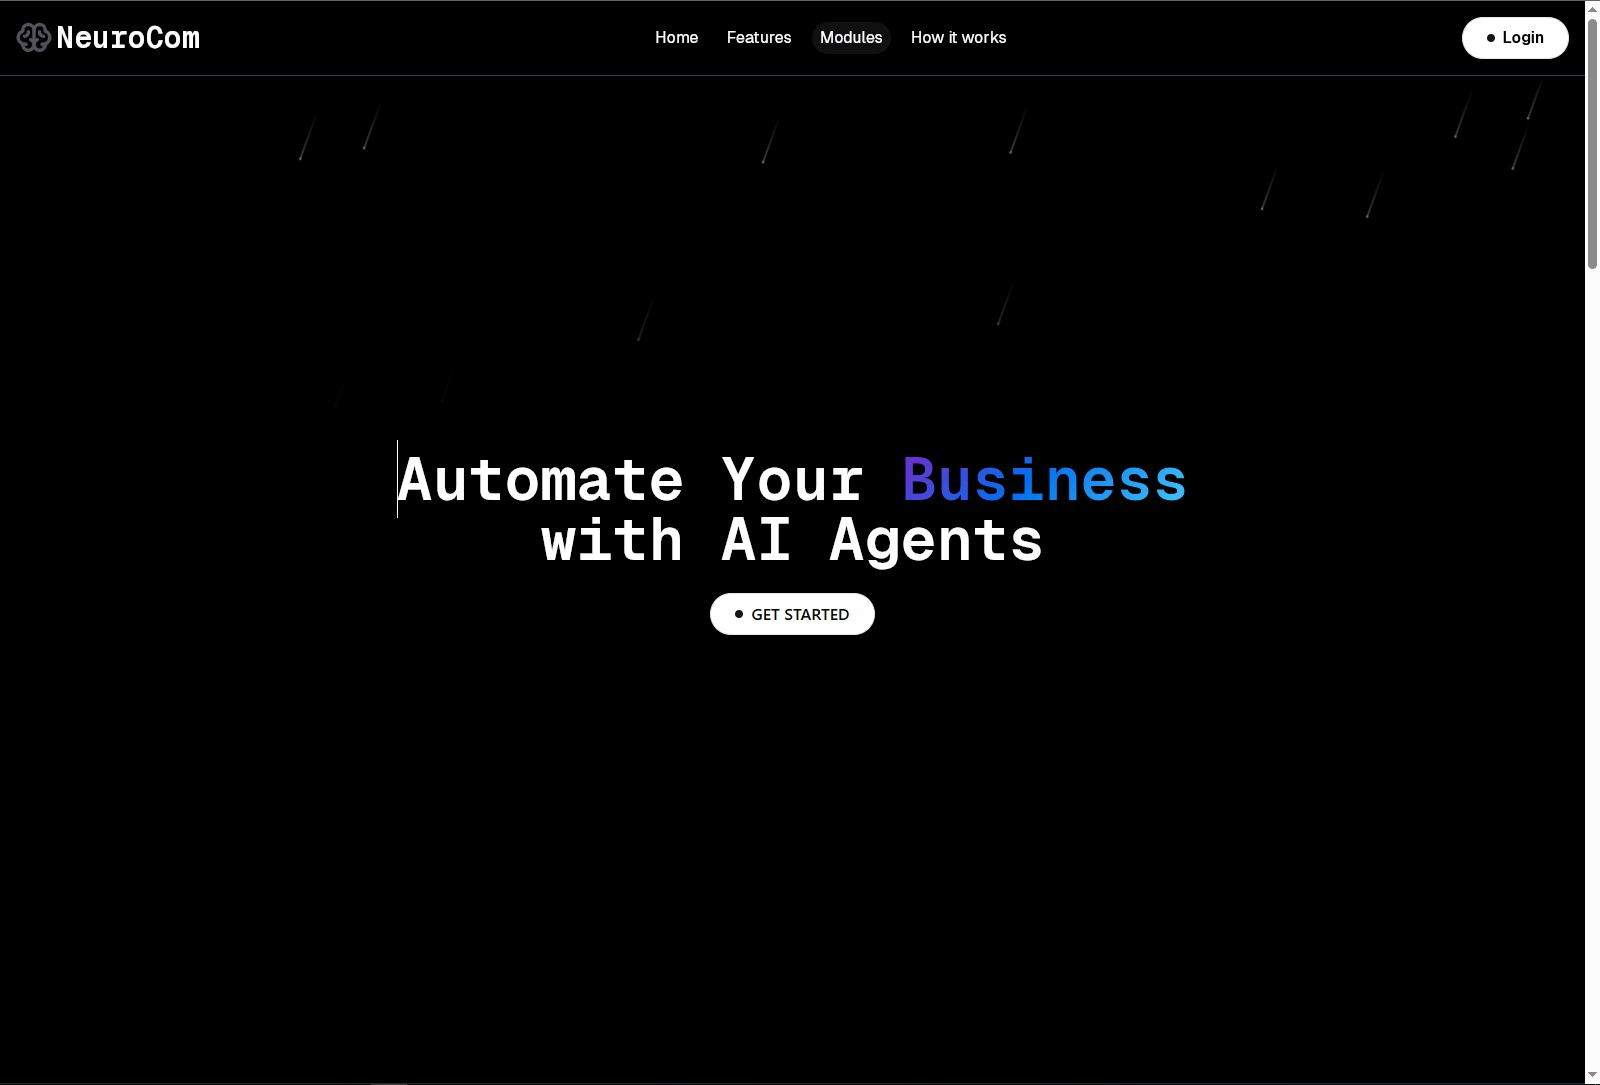 NeuroCom
Home Features Modules How it works
Login
Automate Your Business
with AI Agents
GET STARTED